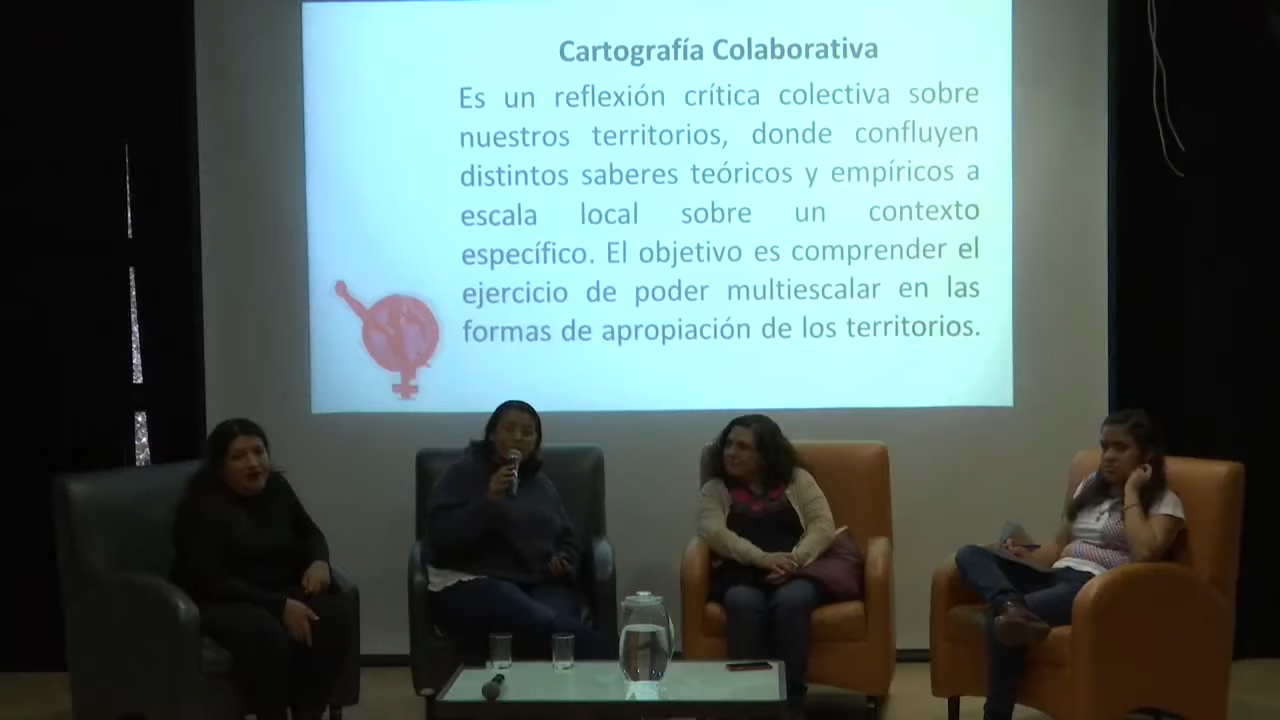 Cartografía Colaborativa
Es un reflexión crítica colectiva sobre
nuestros territorios, donde confluyen
distintos saberes teóricos y empíricos a
escala local sobre un contexto
específico. El objetivo es comprender el
ejercicio de poder multiescalar en las
formas de apropiación de los territorios.